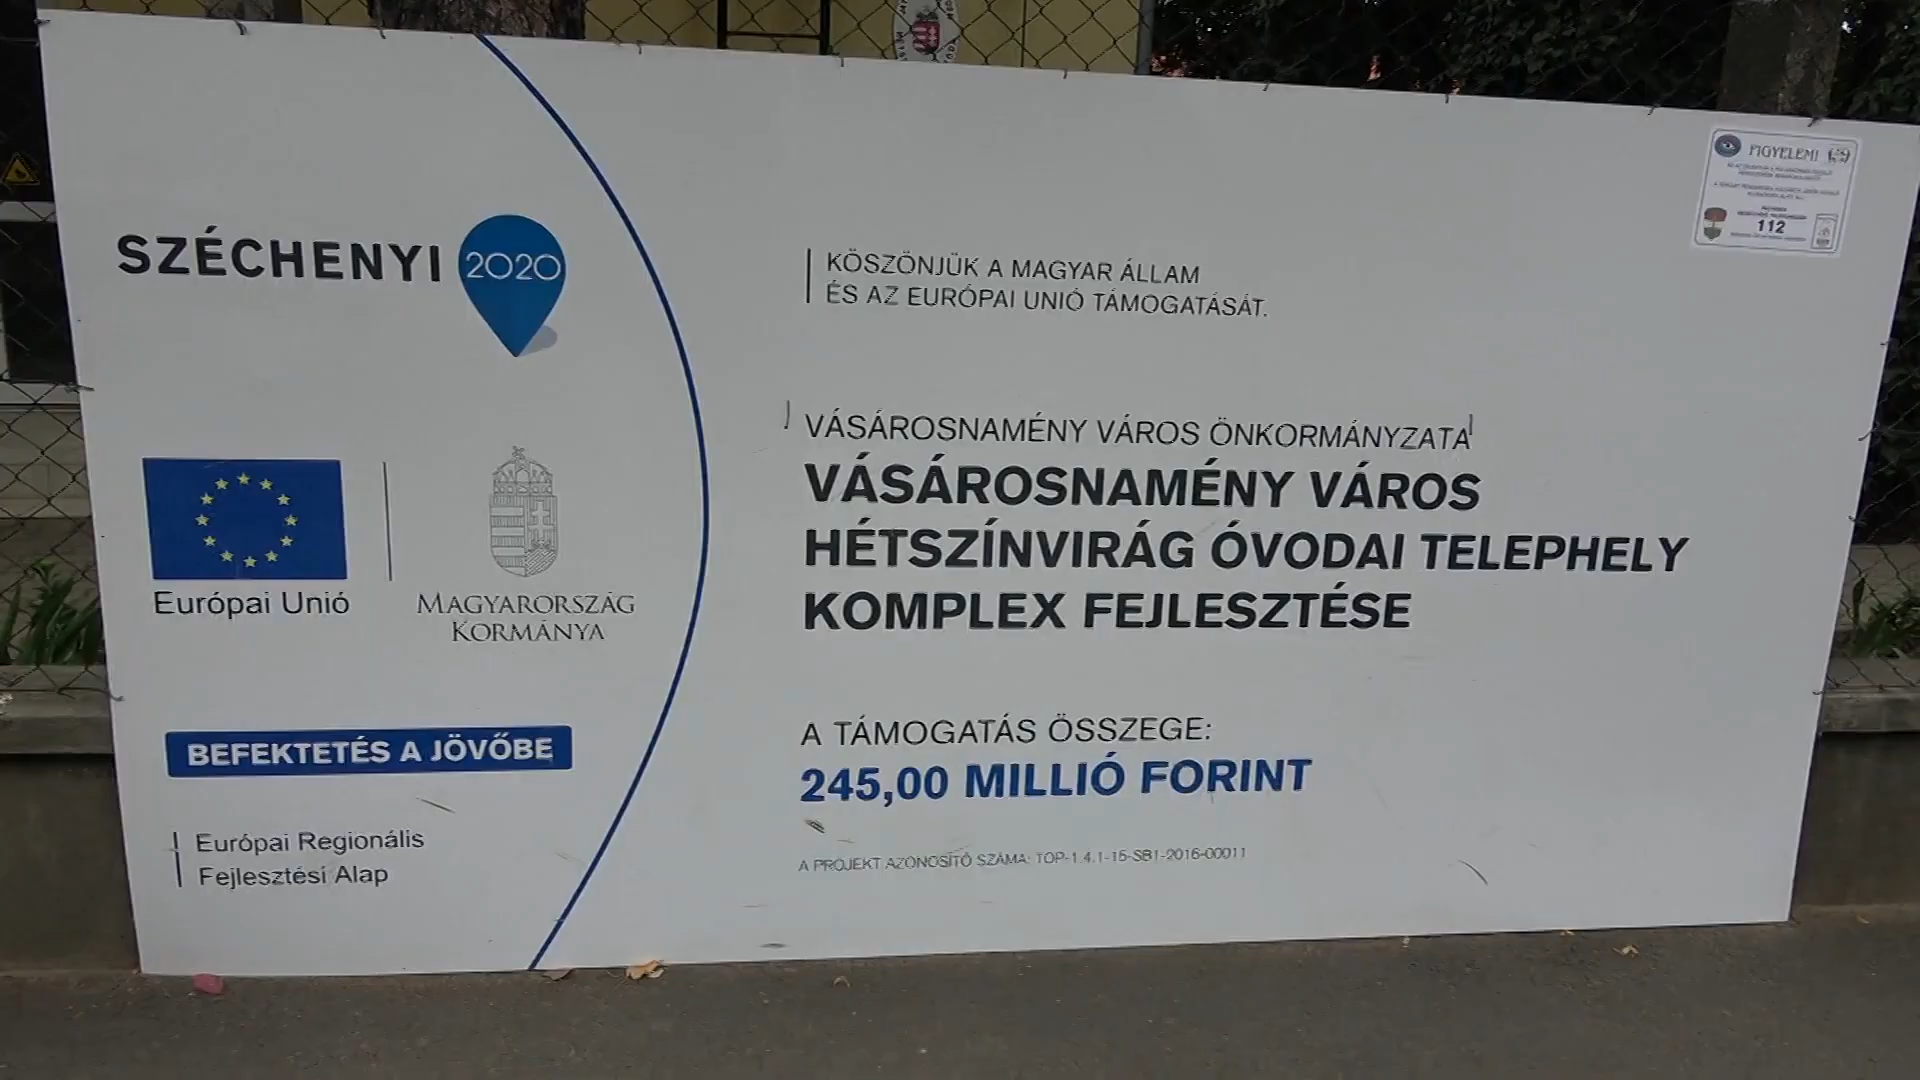 SZÉCHENYI 2020
Európai Unió
MAGYARORSZÁG
KORMÁNYA
BEFEKTETÉS A JÖVŐBE
Európai Regionális
Fejlesztési Alap
KÖSZÖNJÜK A MAGYAR ÁLLAM
ÉS AZ EURÓPAI UNIÓ TÁMOGATÁSÁT.
VÁSÁROSNAMÉNY VÁROS ÖNKORMÁNYZATA
VÁSÁROSNAMÉNY VÁROS
HÉTSZÍNVIRÁG ÓVODAI TELEPHELY
KOMPLEX FEJLESZTÉSE
A TÁMOGATÁS ÖSSZEGE:
245,00 MILLIÓ FORINT
A PROJEKT AZONOSÍTÓ SZÁMA: TOP-1.4.1-15-SB1-2016-00011
FIGYELEM!
112